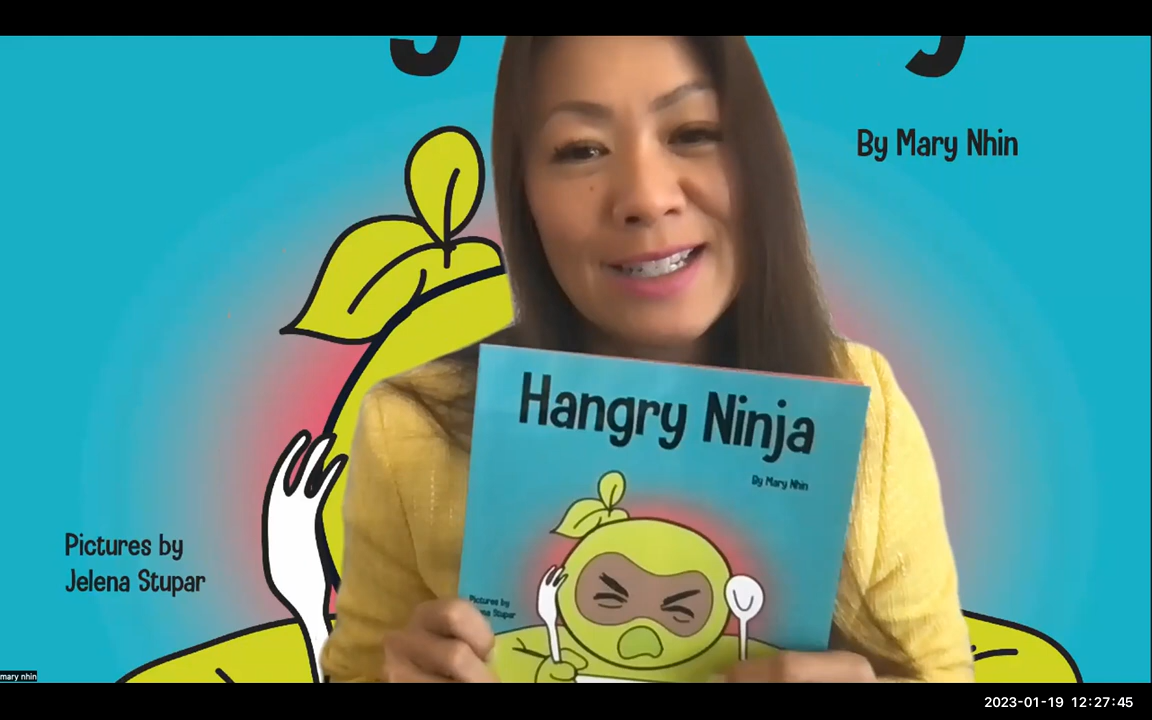 By Mary Nhin
Hangry Ninja
By Mary Nhin
Pictures by
Jelena Stupar
Pictures by
Stupar
mary nhin
2023-01-19 12:27:45